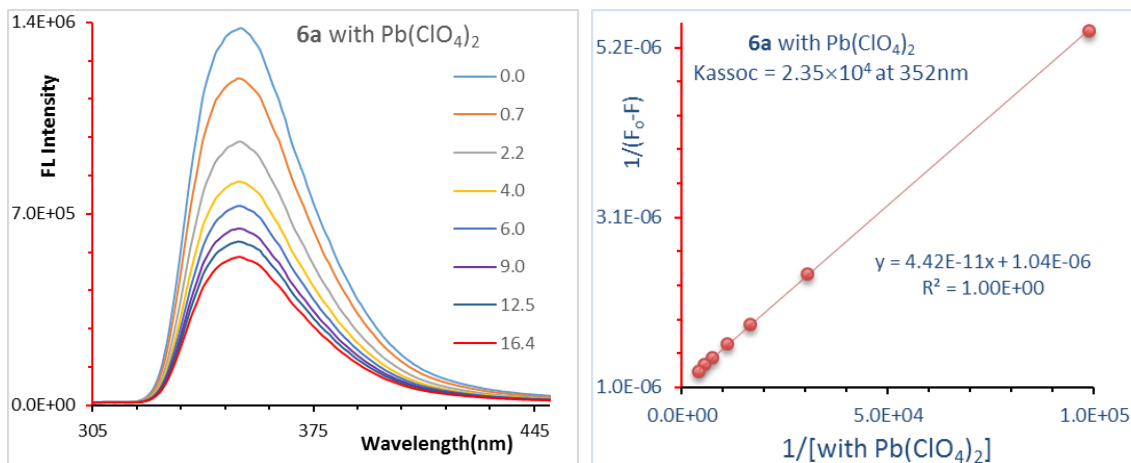 1.4E+06
6a with Pb(ClO4)2
0.0
0.7
2.2
4.0
6.0
9.0
12.5
16.4
FL Intensity
7.0E+05
0.0E+00
305
375
445
Wavelength(nm)
5.2E-06
6a with Pb(ClO4)2
Kassoc = 2.35×10^4 at 352nm
1/(Fo-F)
3.1E-06
y = 4.42E-11x + 1.04E-06
R² = 1.00E+00
1.0E-06
0.0E+00
5.0E+04
1.0E+05
1/[with Pb(ClO4)2]